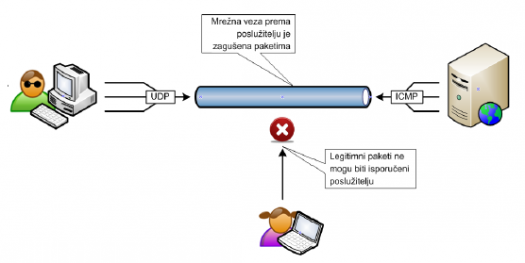 Mrežna veza prema
poslužitelju je
zagušena paketima
UDP
ICMP
Legitimni paketi ne
mogu biti isporučeni
poslužitelju